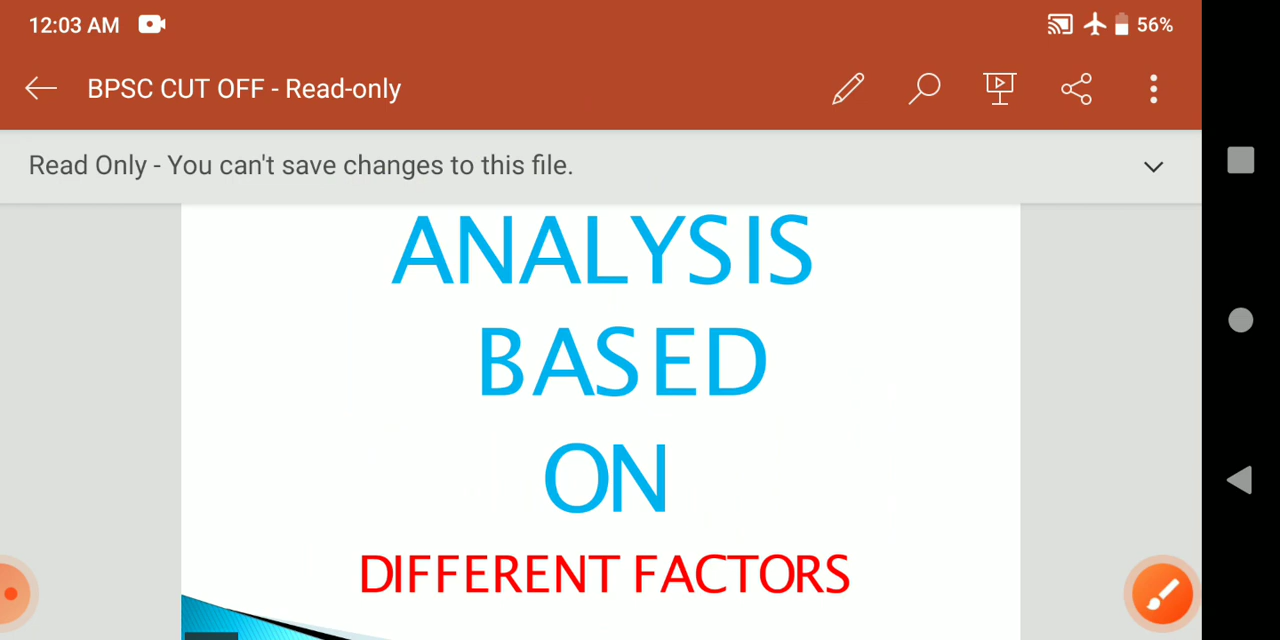 12:03 AM
56%
BPSC CUT OFF - Read-only
Read Only - You can't save changes to this file.
ANALYSIS
BASED
ON
DIFFERENT FACTORS